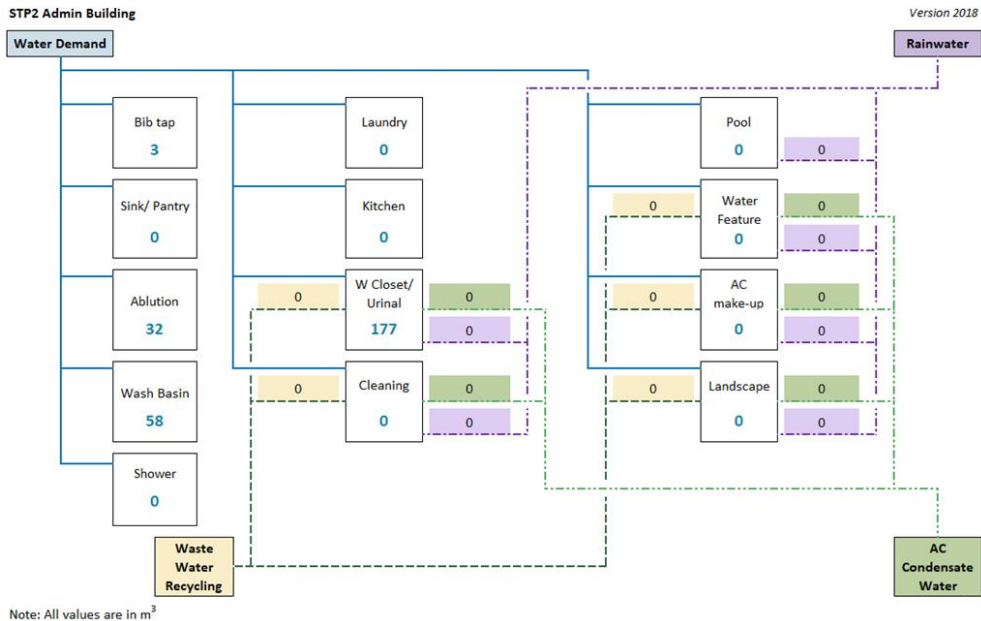 STP2 Admin Building
Version 2018
Water Demand
Rainwater
Bib tap
3
Laundry
0
Pool
0
0
Sink/ Pantry
0
Kitchen
0
0
Water
Feature
0
0
0
Ablution
32
0
W Closet/
Urinal
177
0
0
0
AC
make-up
0
0
0
Wash Basin
58
0
Cleaning
0
0
0
0
Landscape
0
0
0
Shower
0
Waste
Water
Recycling
AC
Condensate
Water
Note: All values are in m³